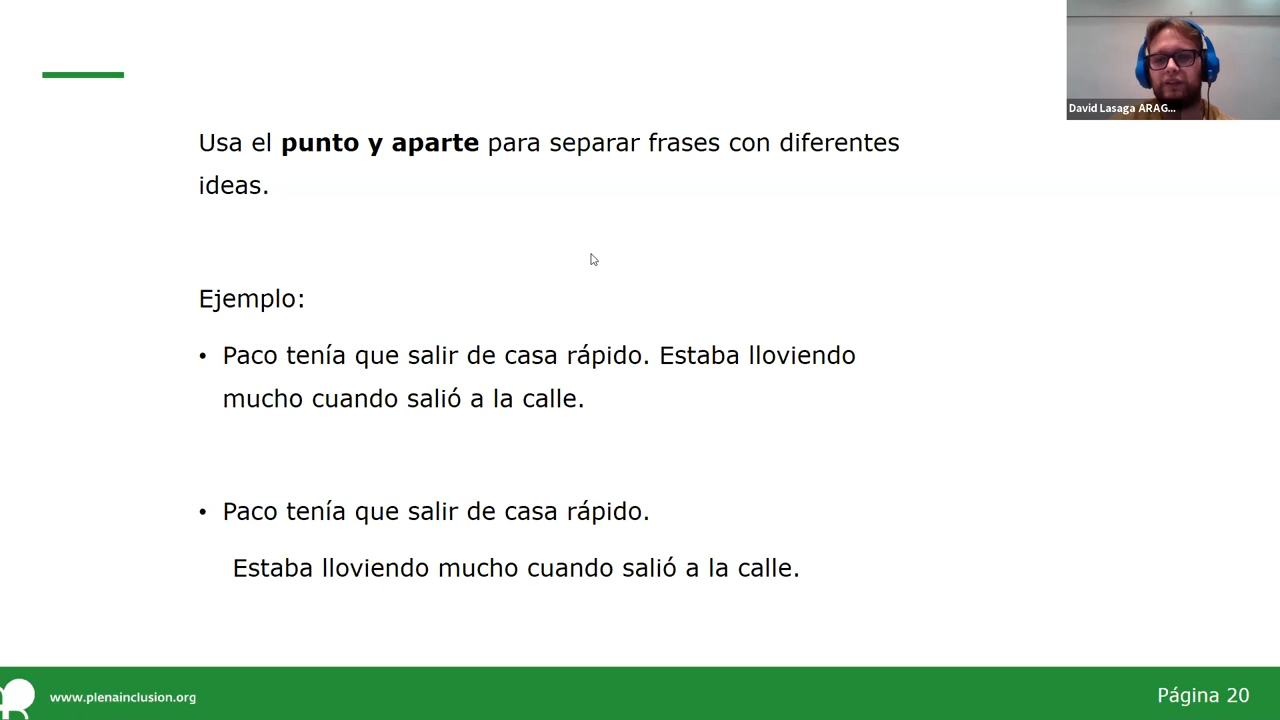 David Lasaga ARAG...
Usa el punto y aparte para separar frases con diferentes
ideas.
Ejemplo:
• Paco tenía que salir de casa rápido. Estaba lloviendo
mucho cuando salió a la calle.
• Paco tenía que salir de casa rápido.
Estaba lloviendo mucho cuando salió a la calle.
www.plenainclusion.org
Página 20